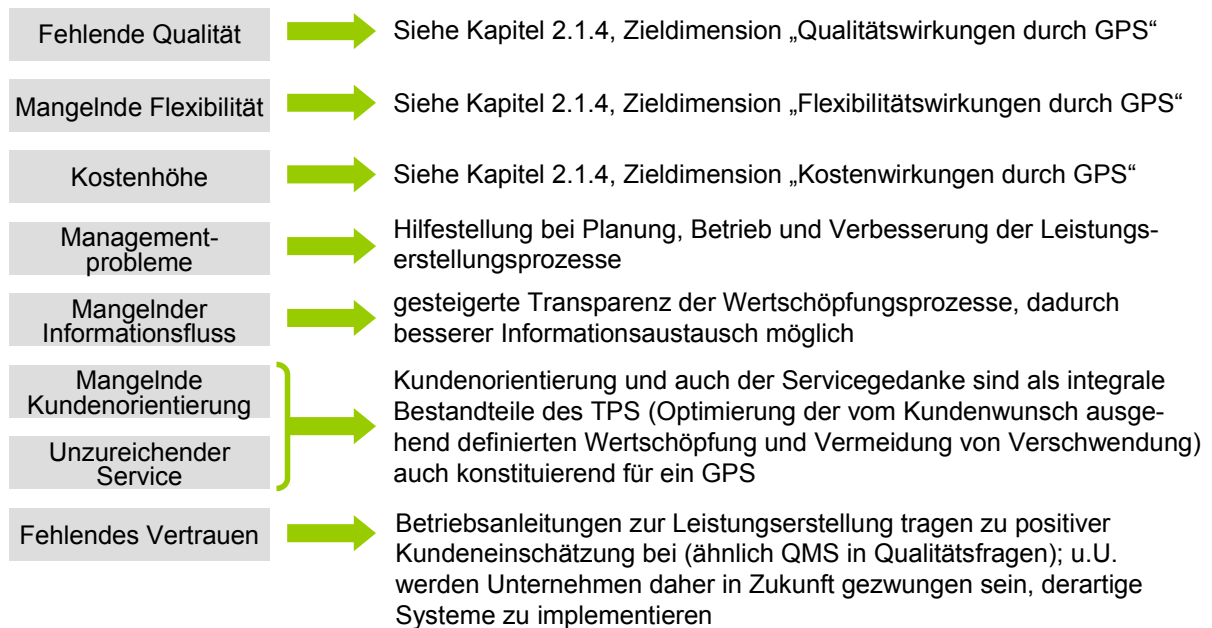 Fehlende Qualität
Siehe Kapitel 2.1.4, Zieldimension „Qualitätswirkungen durch GPS“
Mangelnde Flexibilität
Siehe Kapitel 2.1.4, Zieldimension „Flexibilitätswirkungen durch GPS“
Kostenhöhe
Siehe Kapitel 2.1.4, Zieldimension „Kostenwirkungen durch GPS“
Management-
probleme
Hilfestellung bei Planung, Betrieb und Verbesserung der Leistungs-
erstellungsprozesse
Mangelnder
Informationsfluss
gesteigerte Transparenz der Wertschöpfungsprozesse, dadurch
besserer Informationsaustausch möglich
Mangelnde
Kundenorientierung
Unzureichender
Service
Kundenorientierung und auch der Servicegedanke sind als integrale
Bestandteile des TPS (Optimierung der vom Kundenwunsch ausge-
hend definierten Wertschöpfung und Vermeidung von Verschwendung)
auch konstituierend für ein GPS
Fehlendes Vertrauen
Betriebsanleitungen zur Leistungserstellung tragen zu positiver
Kundeneinschätzung bei (ähnlich QMS in Qualitätsfragen); u.U.
werden Unternehmen daher in Zukunft gezwungen sein, derartige
Systeme zu implementieren